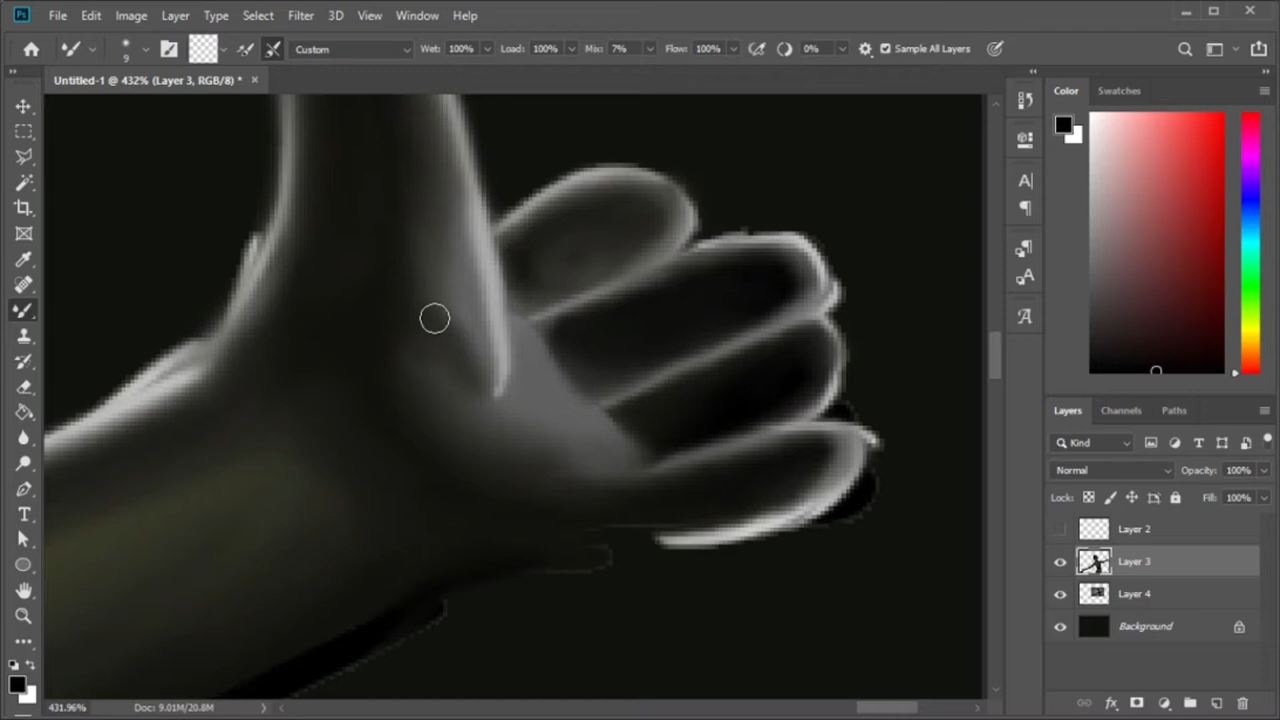 Ps File Edit Image Layer Type Select Filter 3D View Window Help
9 Custom Wet: 100% Load: 100% Mix: 7% Flow: 100% 0% Sample All Layers
Untitled-1 @ 432% (Layer 3, RGB/8) * ×
Color Swatches
Layers Channels Paths
Kind
Normal Opacity: 100%
Lock: Fill: 100%
Layer 2
Layer 3
Layer 4
Background
431.96% Doc: 9.01M/20.8M